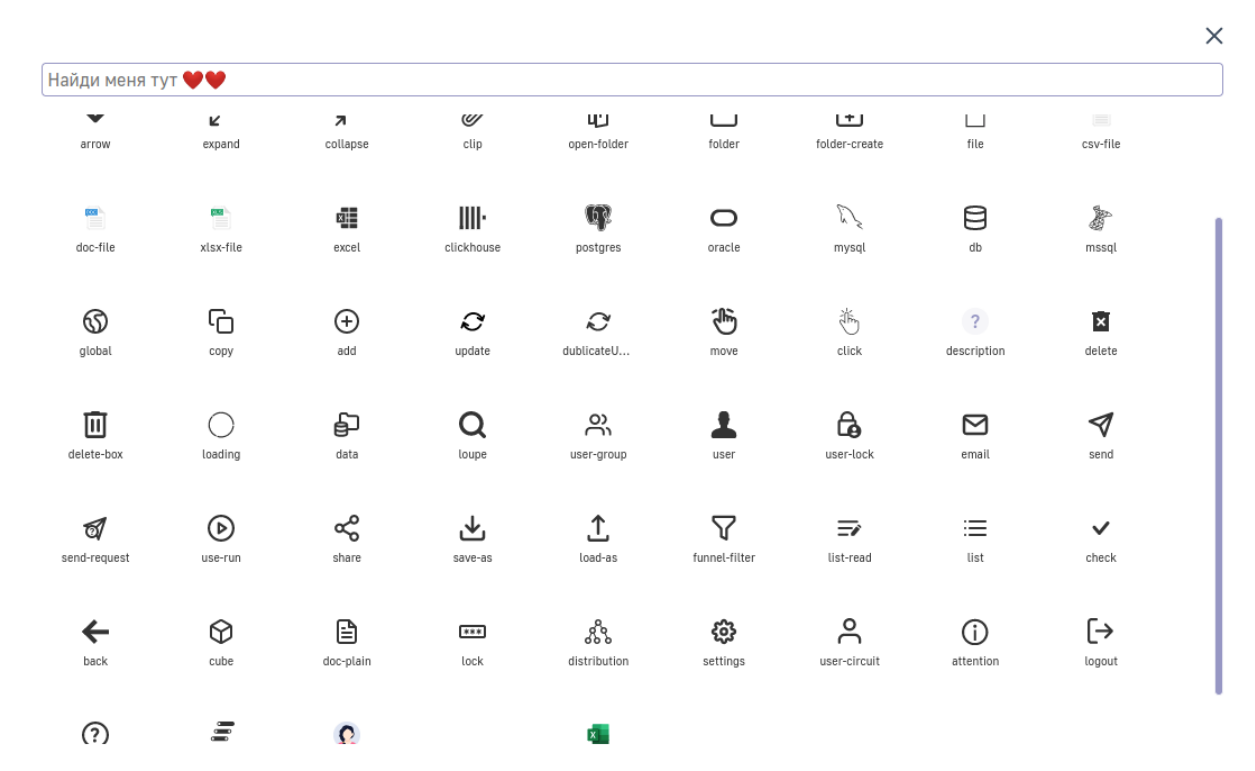 Найди меня тут ❤️❤️
arrow expand collapse clip open-folder folder folder-create file csv-file
doc-file xlsx-file excel clickhouse postgres oracle mysql db mssql
global copy add update dublicateU... move click description delete
delete-box loading data loupe user-group user user-lock email send
send-request use-run share save-as load-as funnel-filter list-read list check
back cube doc-plain lock distribution settings user-circuit attention logout